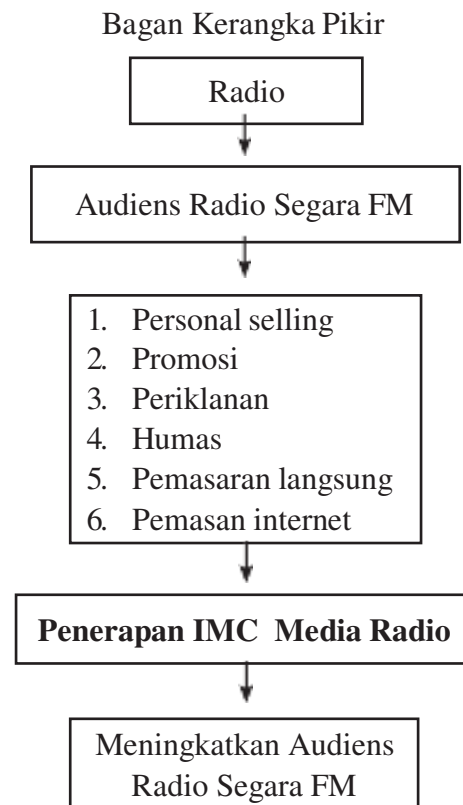 Bagan Kerangka Pikir
Radio
Audiens Radio Segara FM
1. Personal selling
2. Promosi
3. Periklanan
4. Humas
5. Pemasaran langsung
6. Pemasan internet
Penerapan IMC Media Radio
Meningkatkan Audiens
Radio Segara FM